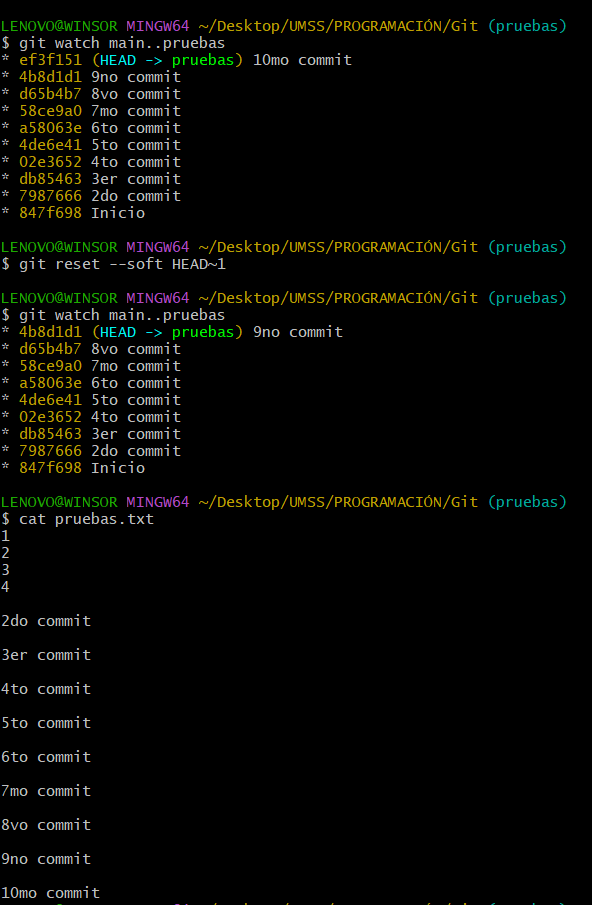 LENOVO@WINSOR MINGW64 ~/Desktop/UMSS/PROGRAMACIÓN/Git (pruebas)
$ git watch main..pruebas
* ef3f151 (HEAD -> pruebas) 10mo commit
* 4b8d1d1 9no commit
* d65b4b7 8vo commit
* 58ce9a0 7mo commit
* a58063e 6to commit
* 4de6e41 5to commit
* 02e3652 4to commit
* db85463 3er commit
* 7987666 2do commit
* 847f698 Inicio
LENOVO@WINSOR MINGW64 ~/Desktop/UMSS/PROGRAMACIÓN/Git (pruebas)
$ git reset --soft HEAD~1
LENOVO@WINSOR MINGW64 ~/Desktop/UMSS/PROGRAMACIÓN/Git (pruebas)
$ git watch main..pruebas
* 4b8d1d1 (HEAD -> pruebas) 9no commit
* d65b4b7 8vo commit
* 58ce9a0 7mo commit
* a58063e 6to commit
* 4de6e41 5to commit
* 02e3652 4to commit
* db85463 3er commit
* 7987666 2do commit
* 847f698 Inicio
LENOVO@WINSOR MINGW64 ~/Desktop/UMSS/PROGRAMACIÓN/Git (pruebas)
$ cat pruebas.txt
1
2
3
4
2do commit
3er commit
4to commit
5to commit
6to commit
7mo commit
8vo commit
9no commit
10mo commit